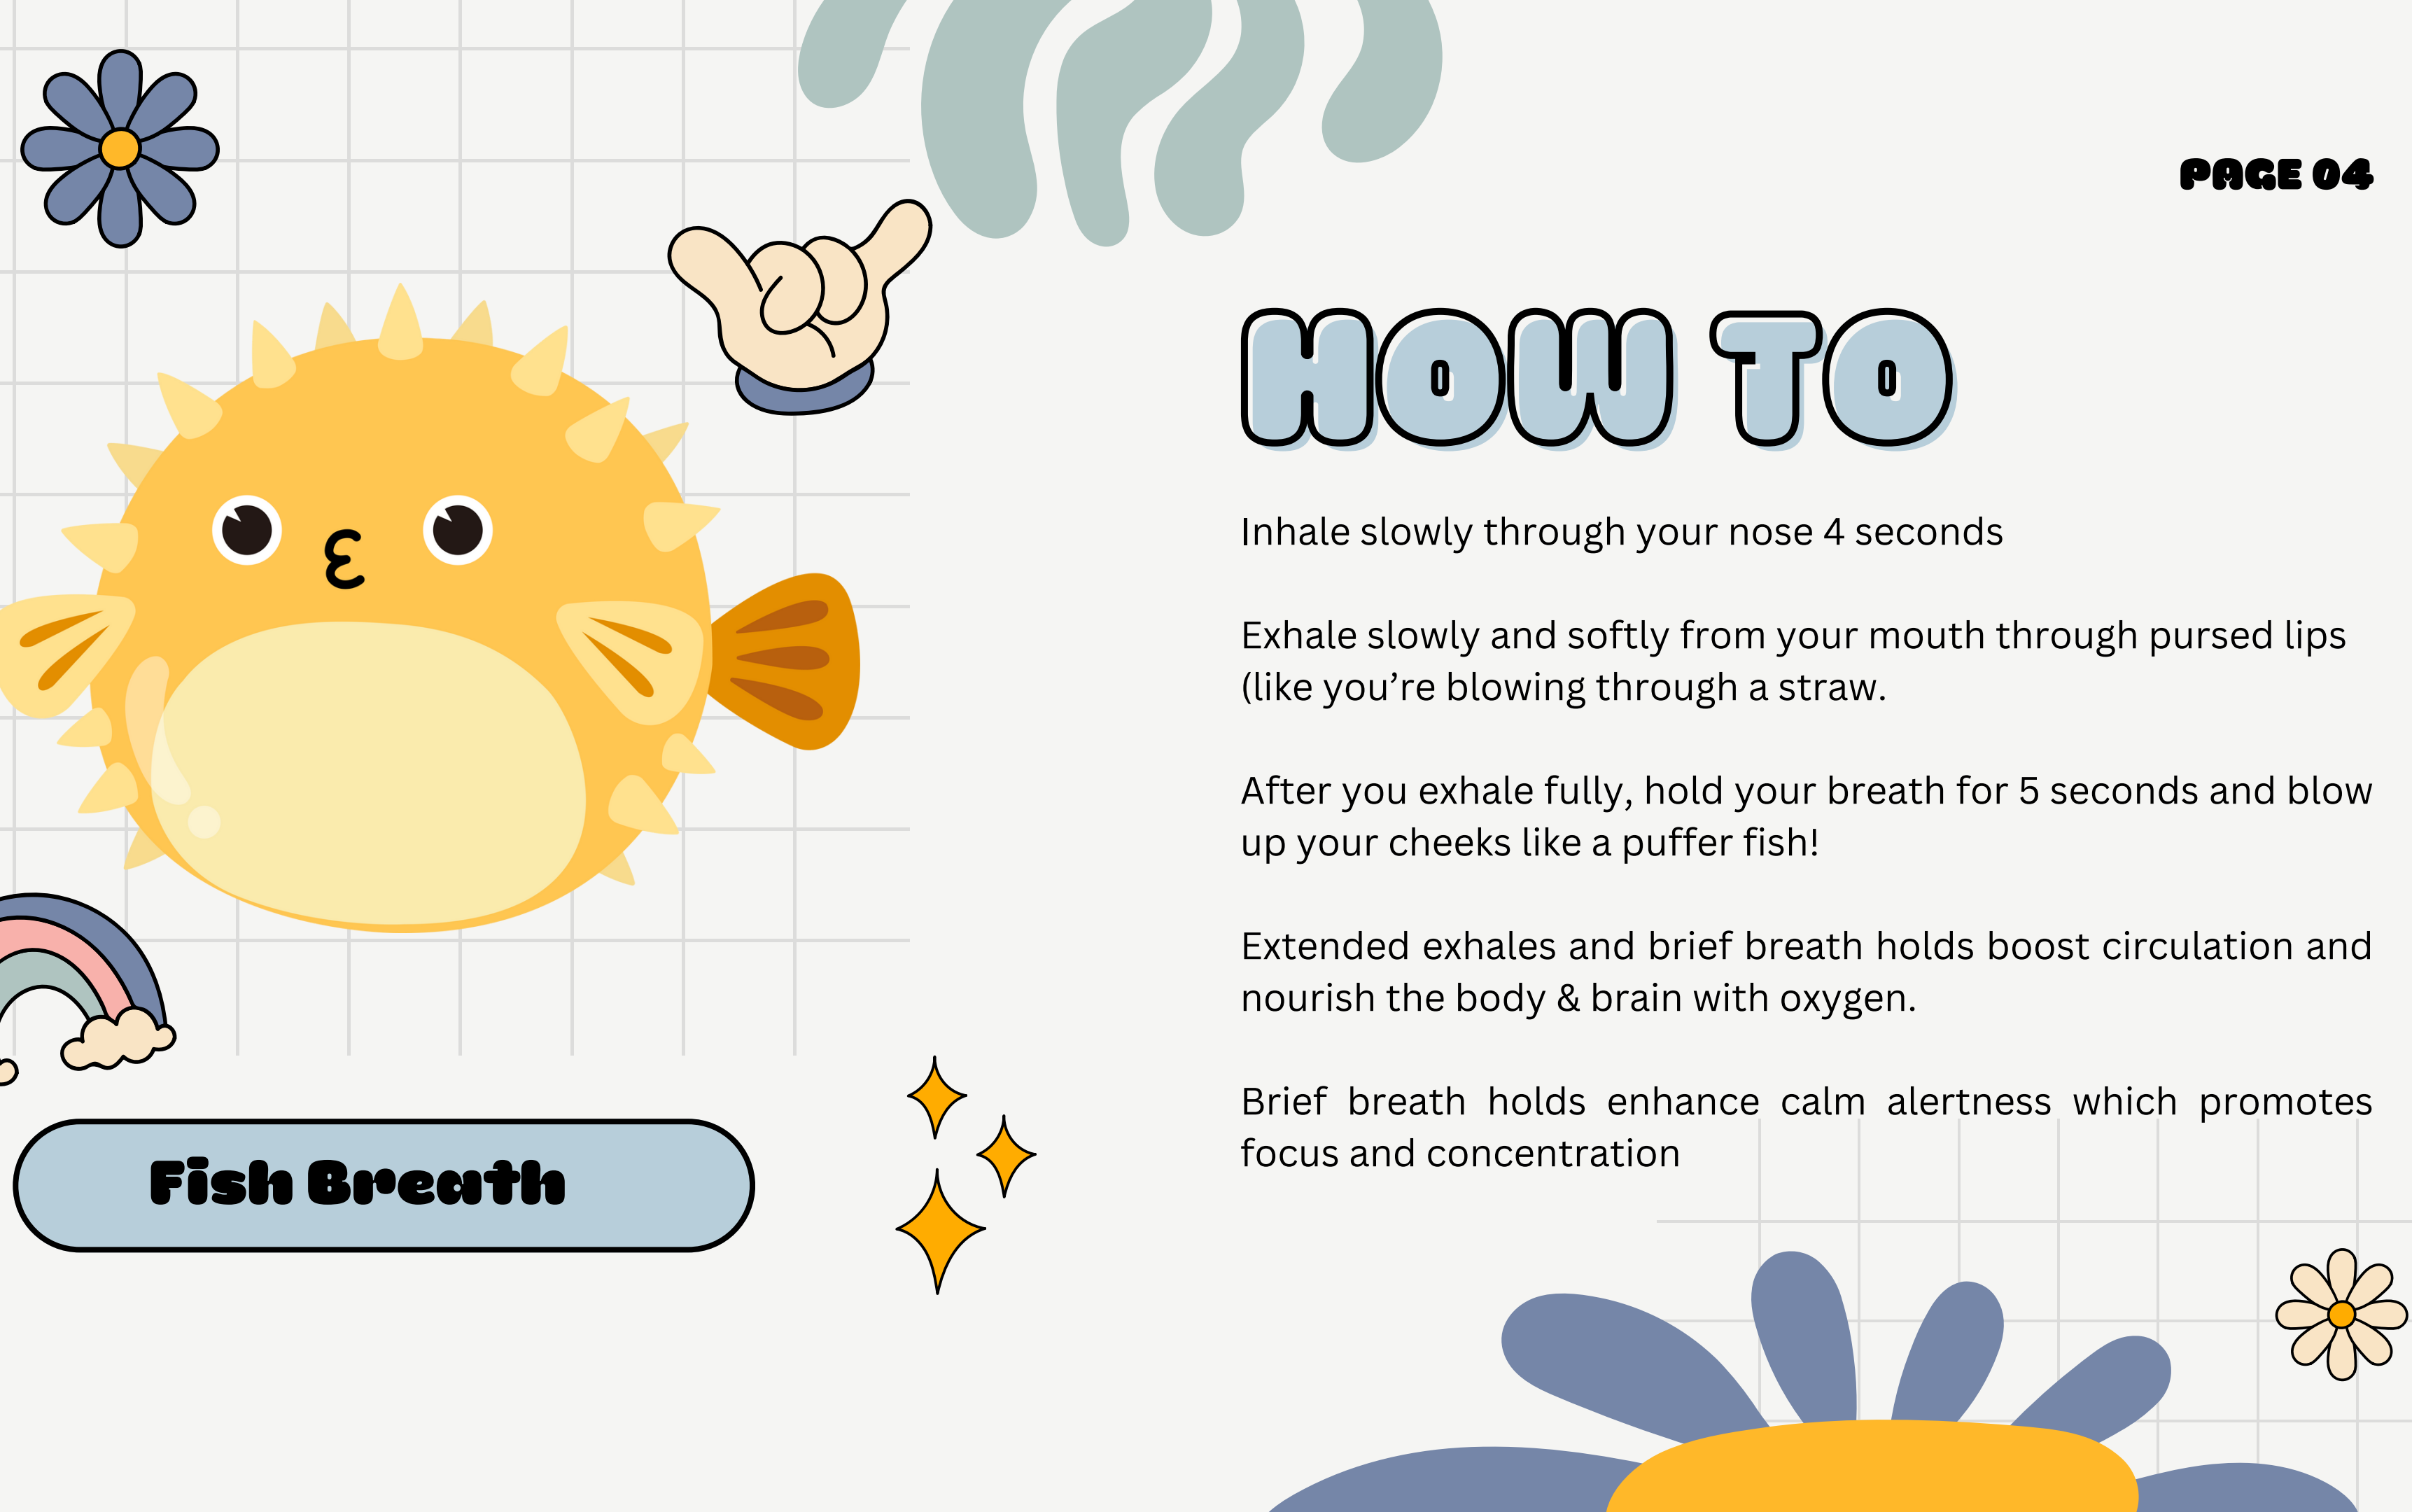 PAGE 04
HOW TO
Inhale slowly through your nose 4 seconds
Exhale slowly and softly from your mouth through pursed lips
(like you’re blowing through a straw.
After you exhale fully, hold your breath for 5 seconds and blow
up your cheeks like a puffer fish!
Extended exhales and brief breath holds boost circulation and
nourish the body & brain with oxygen.
Brief breath holds enhance calm alertness which promotes
focus and concentration
Fish Breath